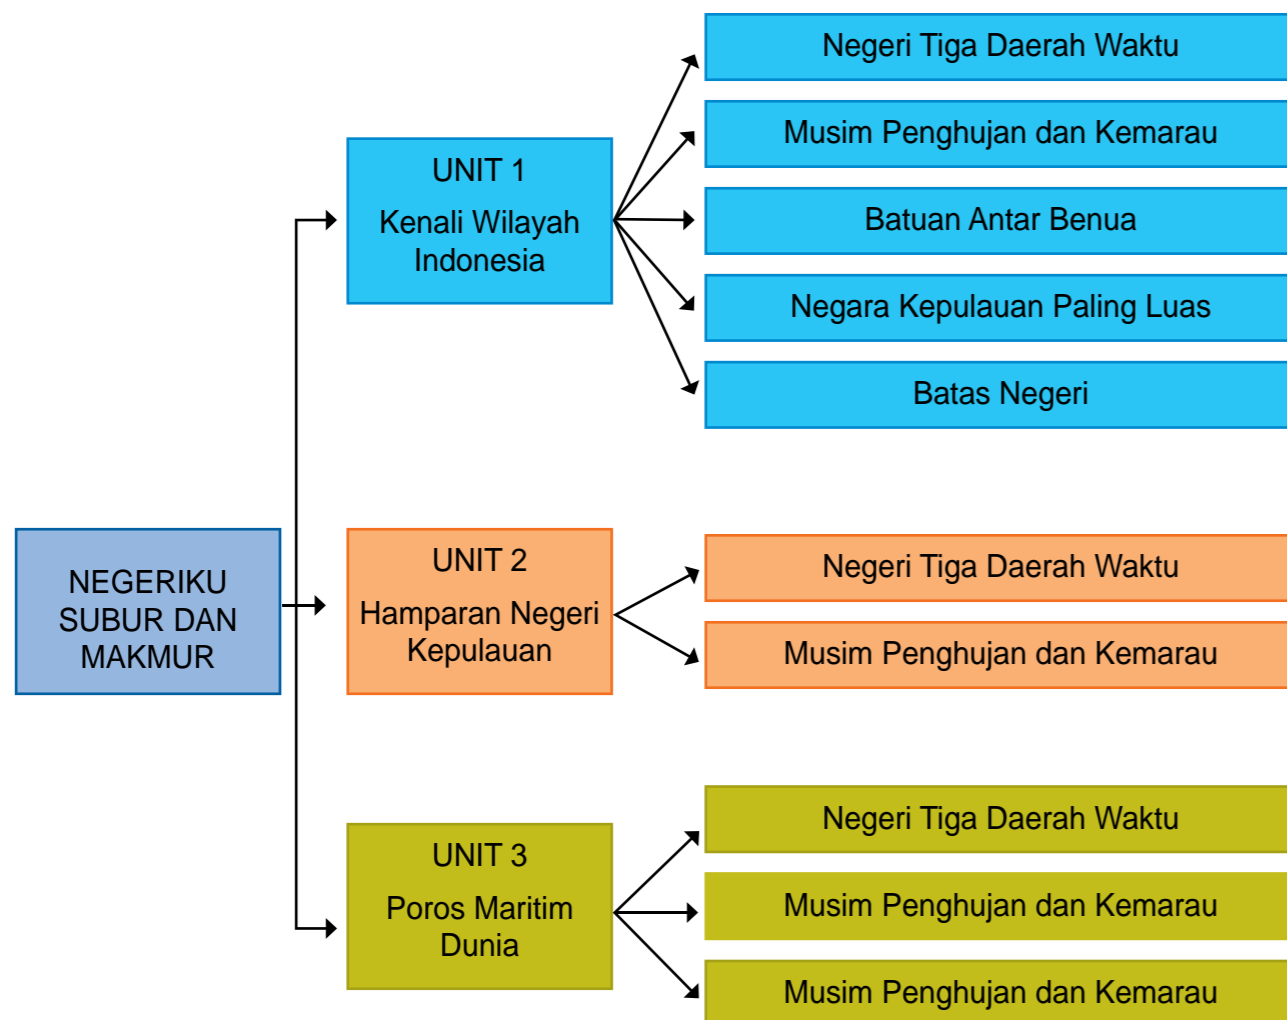 NEGERIKU
SUBUR DAN
MAKMUR
UNIT 1
Kenali Wilayah
Indonesia
Negeri Tiga Daerah Waktu
Musim Penghujan dan Kemarau
Batuan Antar Benua
Negara Kepulauan Paling Luas
Batas Negeri
UNIT 2
Hamparan Negeri
Kepulauan
Negeri Tiga Daerah Waktu
Musim Penghujan dan Kemarau
UNIT 3
Poros Maritim
Dunia
Negeri Tiga Daerah Waktu
Musim Penghujan dan Kemarau
Musim Penghujan dan Kemarau